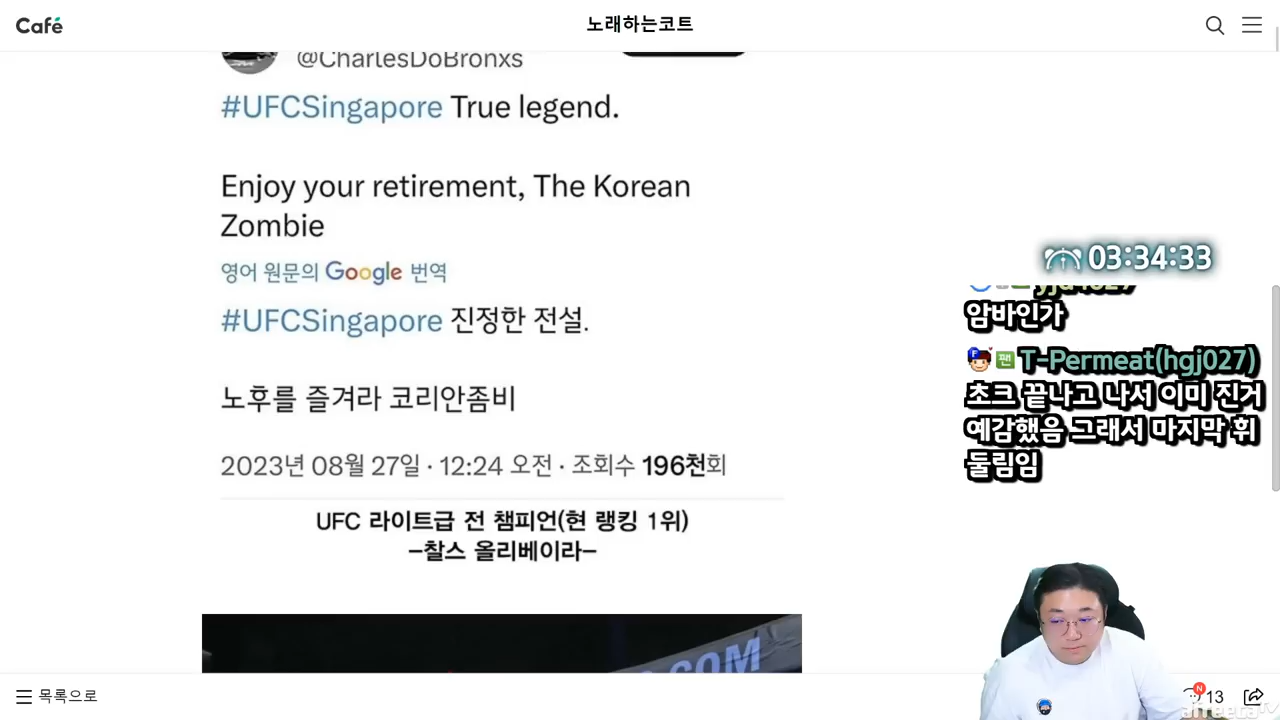 Café
노래하는코트
@CharlesDoBronxs
#UFCSingapore True legend.
Enjoy your retirement, The Korean
Zombie
영어 원문의 Google 번역
#UFCSingapore 진정한 전설.
노후를 즐겨라 코리안좀비
2023년 08월 27일 · 12:24 오전 · 조회수 196천회
UFC 라이트급 전 챔피언(현 랭킹 1위)
-찰스 올리베이라-
.COM
03:34:33
암바인가
F 팬 T-Permeat(hgj027)
초크 끝나고 나서 이미 진거
예감했음 그래서 마지막 휘
둘림임
목록으로
N
13
afreecaTV